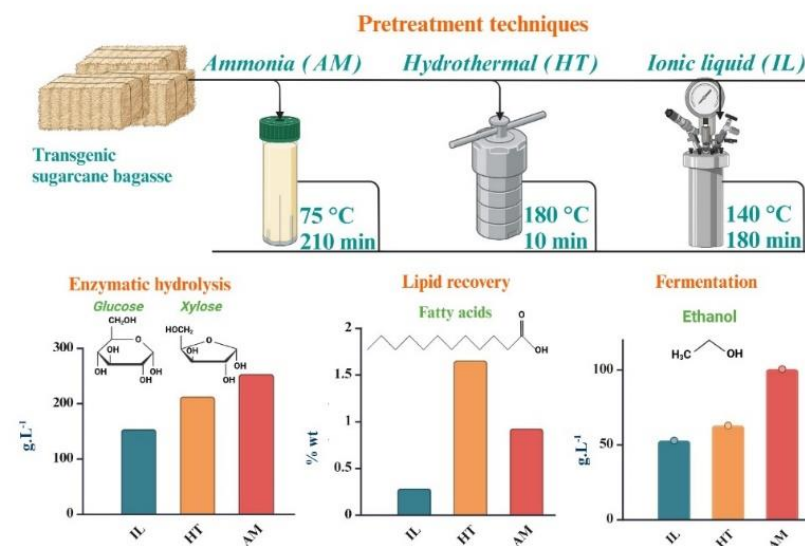 Pretreatment techniques
Ammonia (AM)
Hydrothermal (HT)
Ionic liquid (IL)
Transgenic
sugarcane bagasse
75 °C
210 min
180 °C
10 min
140 °C
180 min
Enzymatic hydrolysis
Glucose
Xylose
CH₂OH
O
OH
OH
OH
OH
HOCH₂
O
OH
OH
OH
300
200
100
0
g.L⁻¹
IL
HT
AM
Lipid recovery
Fatty acids
O
OH
2
1.5
1
0.5
0
% wt
IL
HT
AM
Fermentation
Ethanol
H₃C
OH
100
50
0
g.L⁻¹
IL
HT
AM